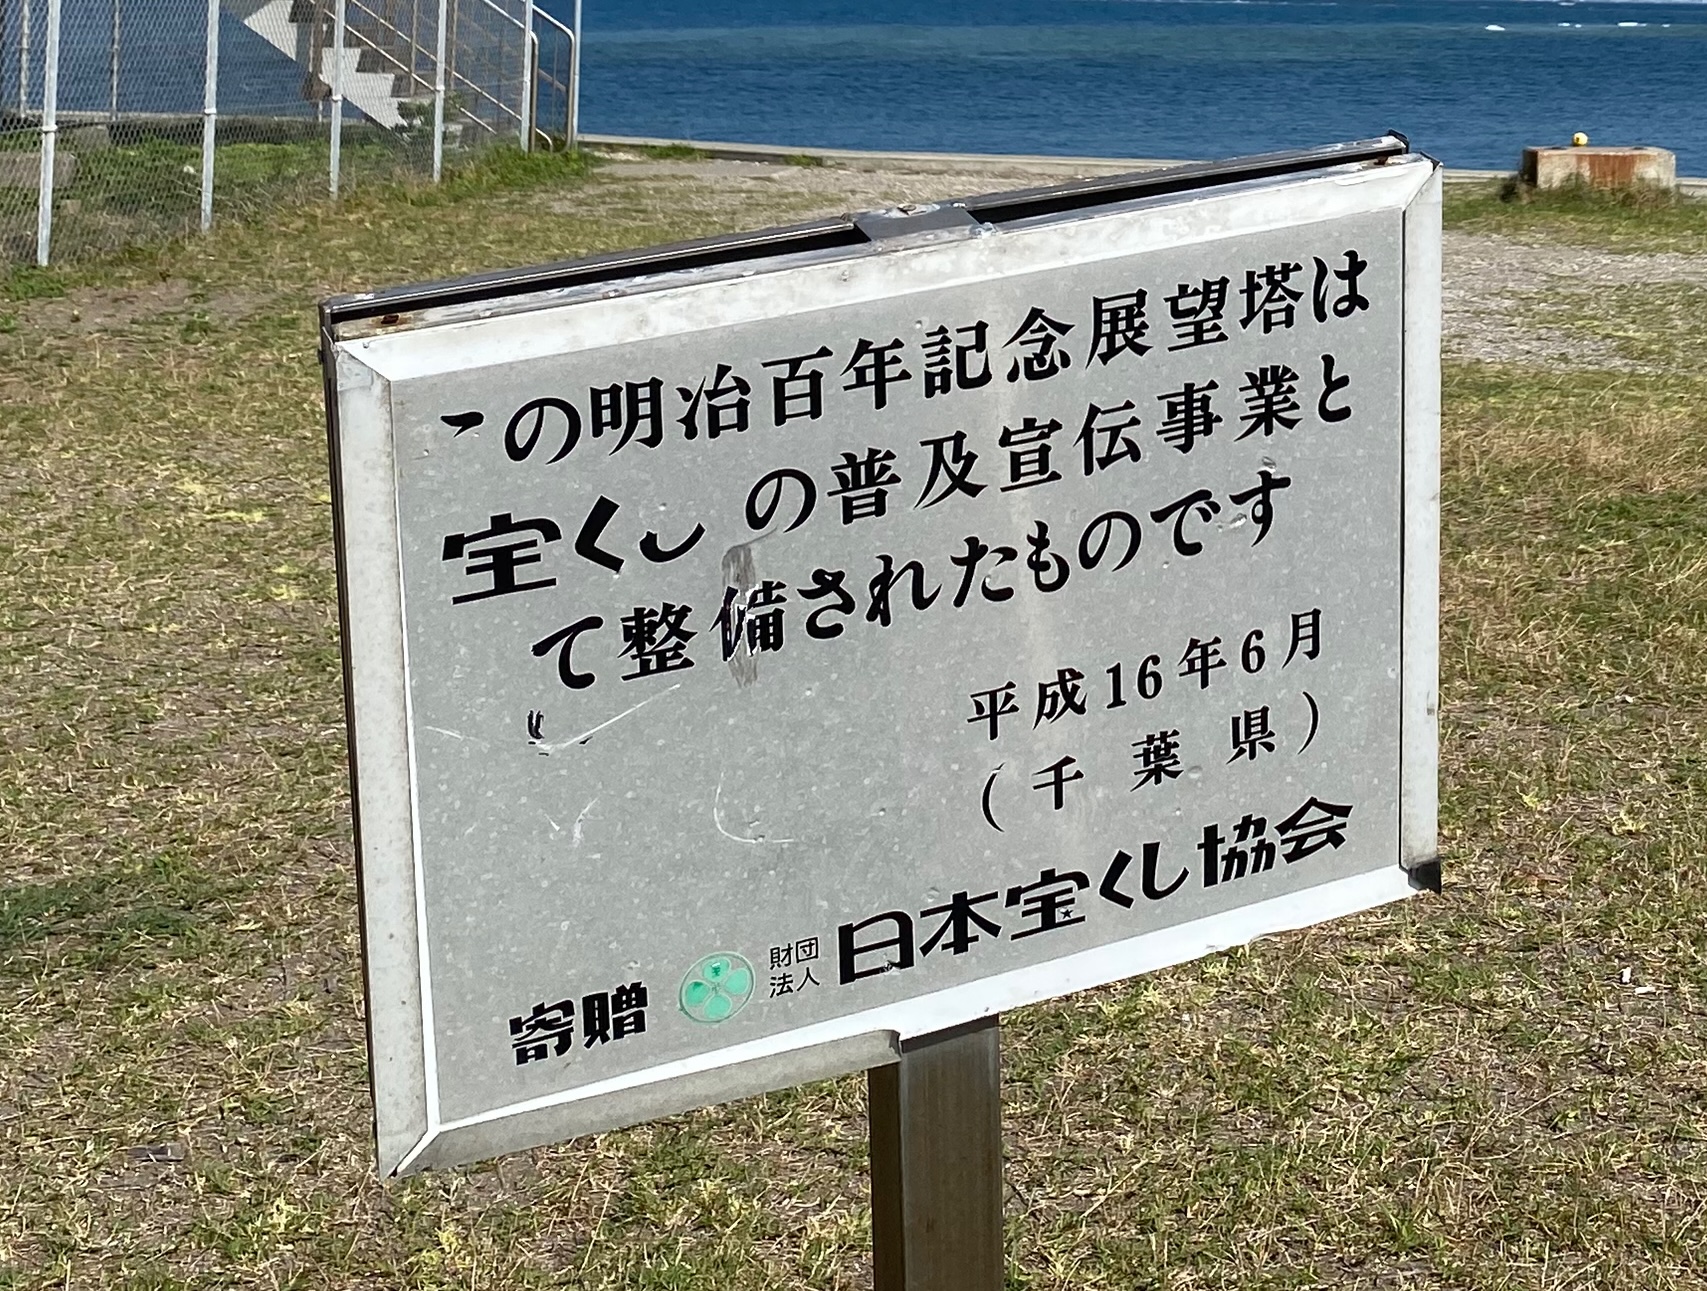 この明治百年記念展望塔は
宝くじの普及宣伝事業と
て整備されたものです
平成16年6月
(千葉県)
寄贈 財団法人 日本宝くじ協会